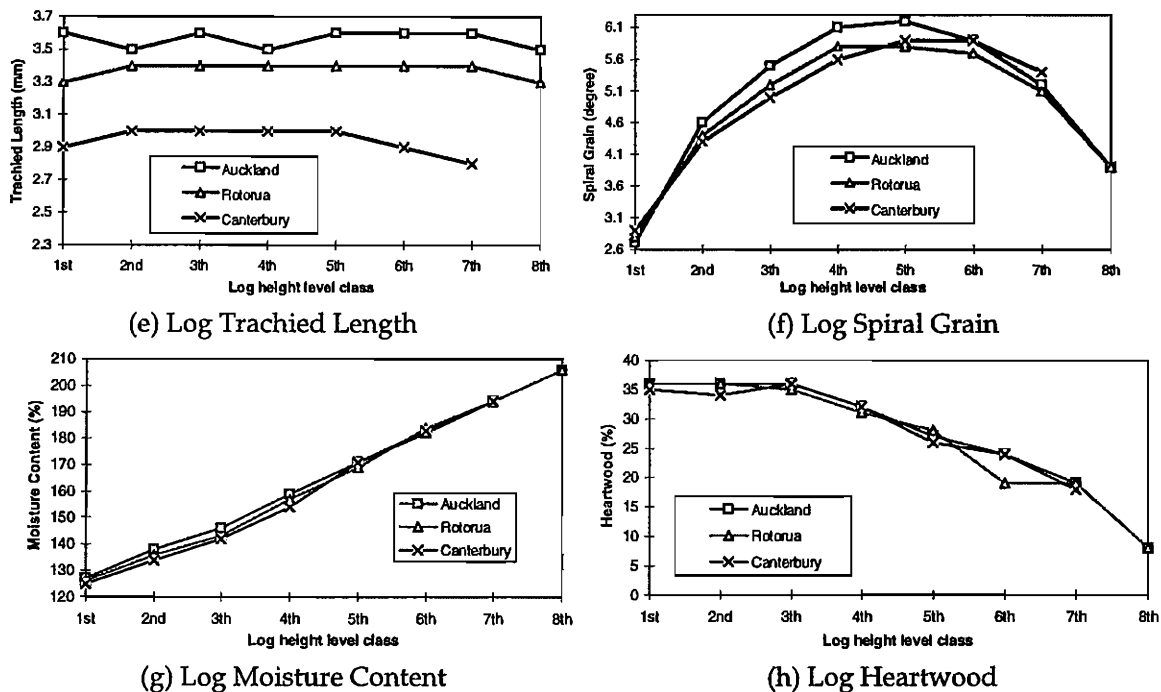 3.7
3.5
3.3
3.1
2.9
2.7
2.5
2.3
Trachied Length (mm)
Auckland
Rotorua
Canterbury
1st 2nd 3th 4th 5th 6th 7th 8th
Log height level class
(e) Log Trachied Length
6.1
5.6
5.1
4.6
4.1
3.6
3.1
2.6
Spiral Grain (degree)
Auckland
Rotorua
Canterbury
1st 2nd 3th 4th 5th 6th 7th 8th
Log height level class
(f) Log Spiral Grain
210
200
190
180
170
160
150
140
130
120
Moisture Content (%)
Auckland
Rotorua
Canterbury
1st 2nd 3th 4th 5th 6th 7th 8th
Log height level class
(g) Log Moisture Content
40
35
30
25
20
15
10
5
0
Heartwood (%)
Auckland
Rotorua
Canterbury
1st 2nd 3th 4th 5th 6th 7th 8th
Log height level class
(h) Log Heartwood